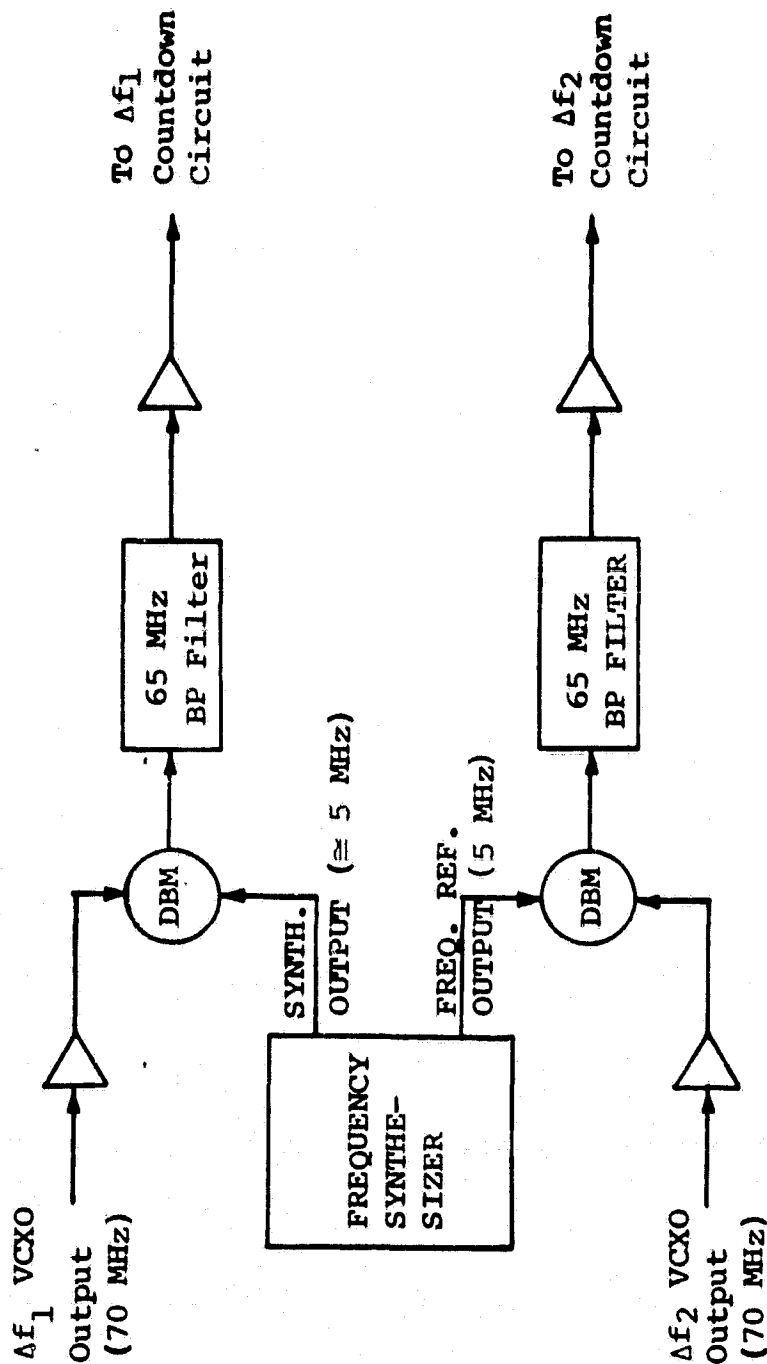 Δf1 VCXO
Output
(70 MHz)
DBM
65 MHz
BP Filter
To Δf1
Countdown
Circuit
FREQUENCY
SYNTHE-
SIZER
SYNTH.
OUTPUT (≅ 5 MHz)
FREQ. REF.
OUTPUT (5 MHz)
Δf2 VCXO
Output
(70 MHz)
DBM
65 MHz
BP FILTER
To Δf2
Countdown
Circuit